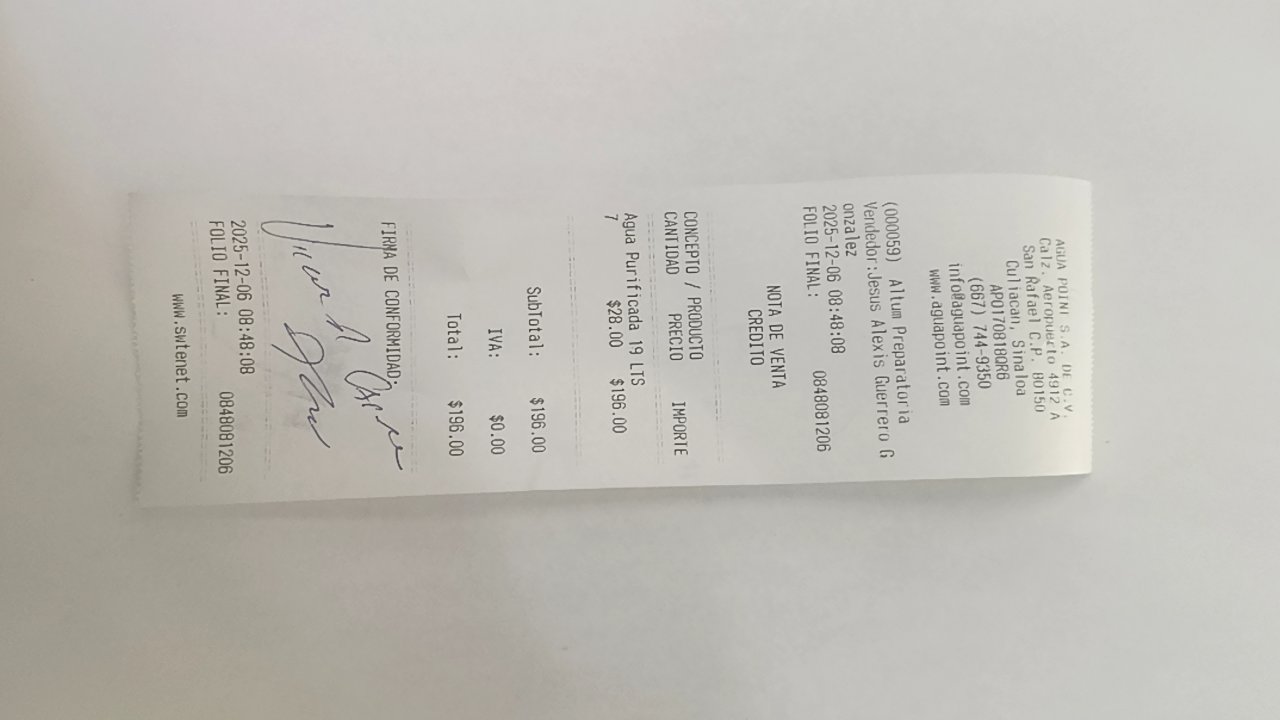 AGUA POINT S.A. DE C.V.
Calz. Aeropuerto 4912 A
San Rafael C.P. 80150
Culiacan, Sinaloa
APO170818QR6
(667) 744-9350
info@aguapoint.com
www.aguapoint.com
(000059) Altum Preparatoria
Vendedor:Jesus Alexis Guerrero G
onzalez
2025-12-06 08:48:08
FOLIO FINAL: 0848081206
NOTA DE VENTA
CREDITO
CONCEPTO / PRODUCTO
CANTIDAD PRECIO IMPORTE
Agua Purificada 19 LTS
7 $28.00 $196.00
SubTotal: $196.00
IVA: $0.00
Total: $196.00
FIRMA DE CONFORMIDAD:
2025-12-06 08:48:08
FOLIO FINAL: 0848081206
www.swtenet.com